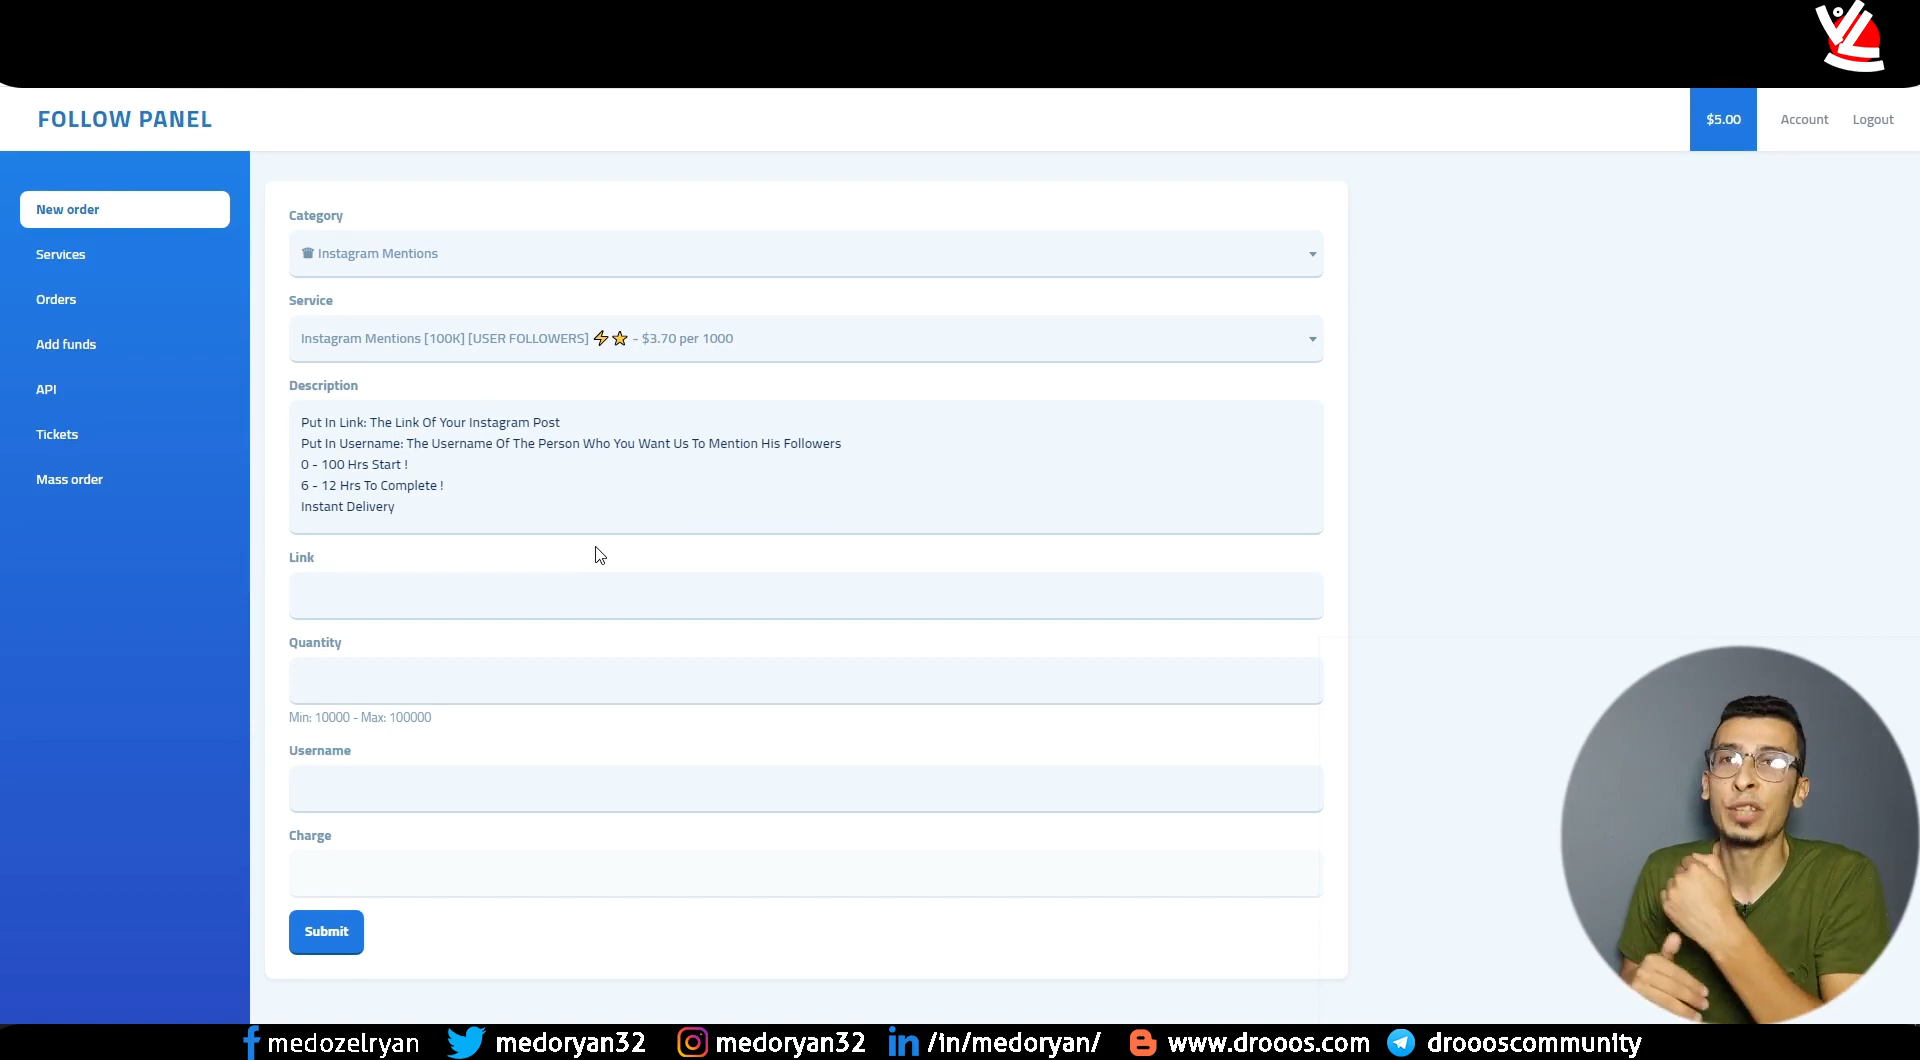 FOLLOW PANEL
$5.00
Account
Logout
New order
Services
Orders
Add funds
API
Tickets
Mass order
Category
Instagram Mentions
Service
Instagram Mentions [100K] [USER FOLLOWERS] ⚡⭐ - $3.70 per 1000
Description
Put In Link: The Link Of Your Instagram Post
Put In Username: The Username Of The Person Who You Want Us To Mention His Followers
0 - 100 Hrs Start !
6 - 12 Hrs To Complete !
Instant Delivery
Link
Quantity
Min: 10000 - Max: 100000
Username
Charge
Submit
medozelryan
medoryan32
medoryan32
/in/medoryan/
www.drooos.com
droooscommunity